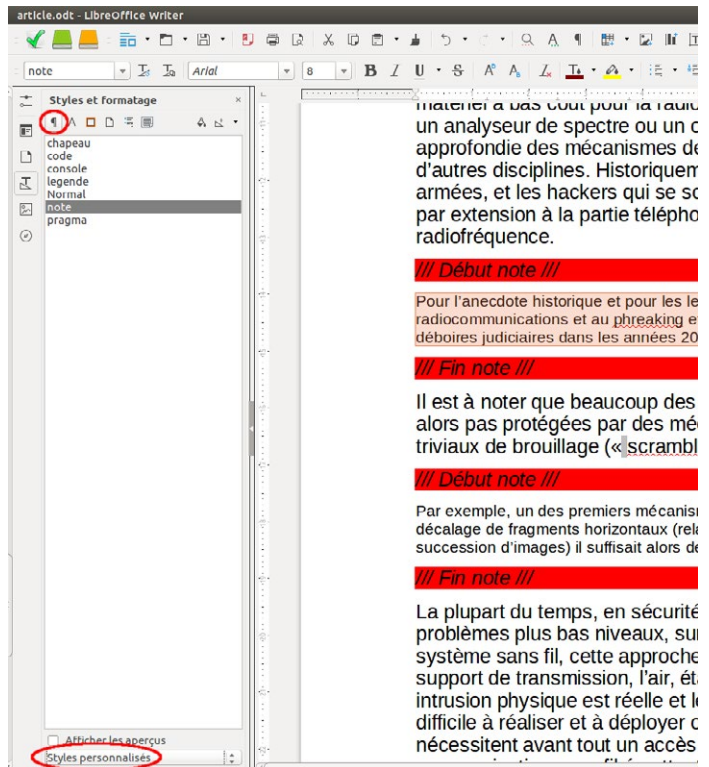 article.odt - LibreOffice Writer
note
Arial
8
Styles et formatage
chapeau
code
console
legende
Normal
note
pragma
Afficher les aperçus
Styles personnalisés
matériel à bas coût pour la radio
un analyseur de spectre ou un
approfondie des mécanismes de
d'autres disciplines. Historiquem
armées, et les hackers qui se so
par extension à la partie télépho
radiofréquence.
/// Début note ///
Pour l'anecdote historique et pour les le
radiocommunications et au phreaking e
déboires judiciaires dans les années 20
/// Fin note ///
Il est à noter que beaucoup des
alors pas protégées par des mé
triviaux de brouillage (« scrambl
/// Début note ///
Par exemple, un des premiers mécanism
décalage de fragments horizontaux (rela
succession d'images) il suffisait alors de
/// Fin note ///
La plupart du temps, en sécurité
problèmes plus bas niveaux, sur
système sans fil, cette approche
support de transmission, l'air, éta
intrusion physique est réelle et le
difficile à réaliser et à déployer
nécessitent avant tout un accès